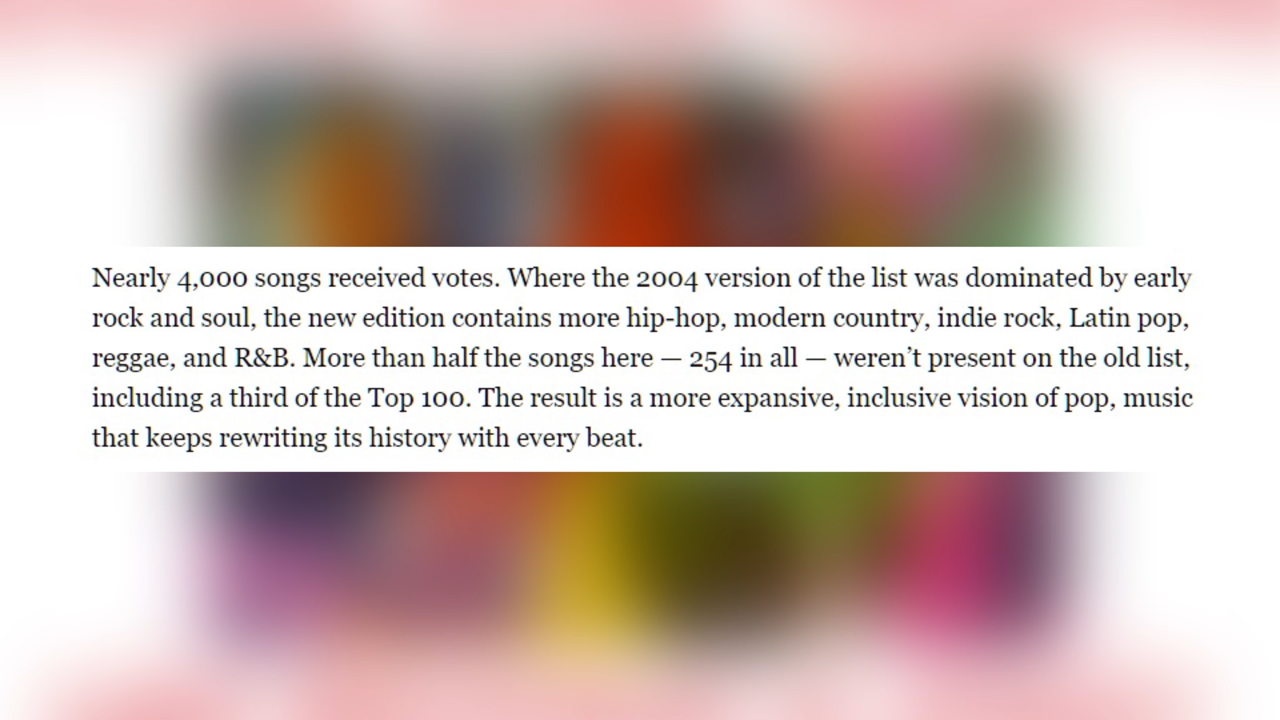 Nearly 4,000 songs received votes. Where the 2004 version of the list was dominated by early
rock and soul, the new edition contains more hip-hop, modern country, indie rock, Latin pop,
reggae, and R&B. More than half the songs here — 254 in all — weren’t present on the old list,
including a third of the Top 100. The result is a more expansive, inclusive vision of pop, music
that keeps rewriting its history with every beat.